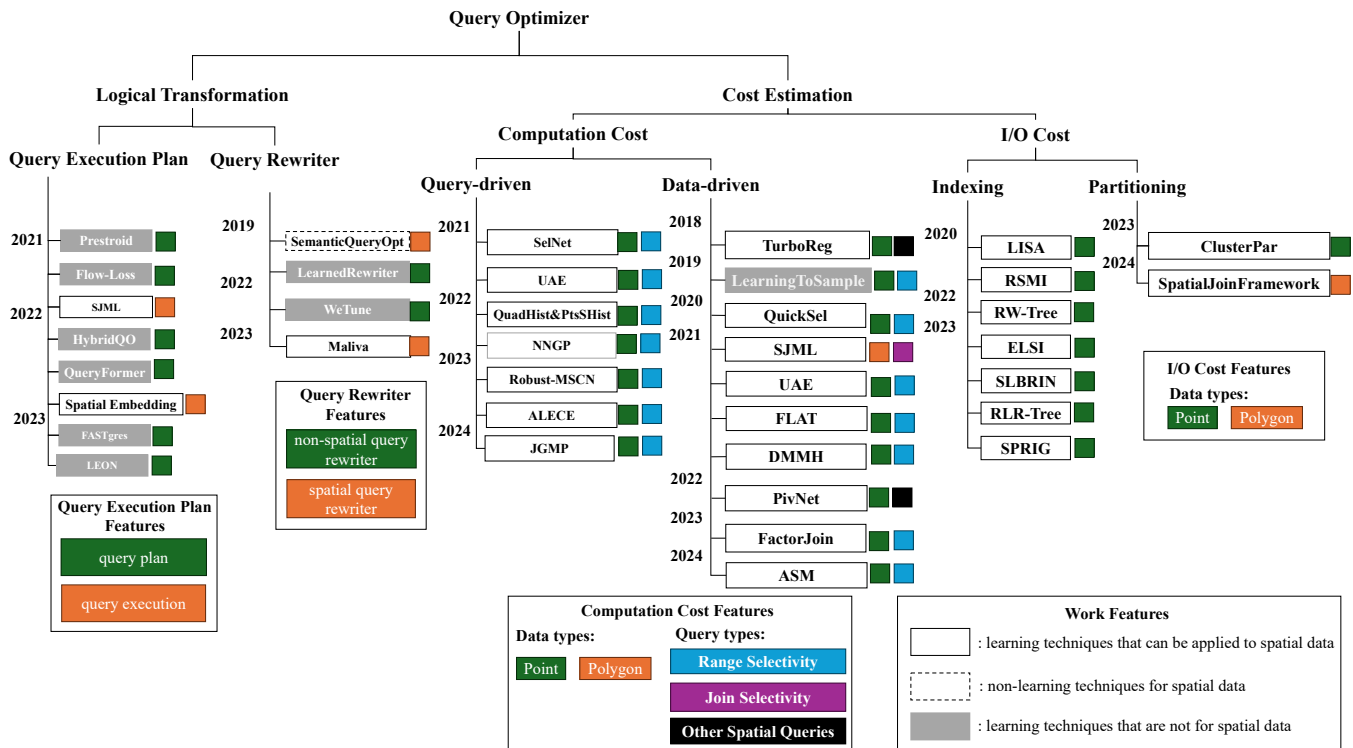 Query Optimizer
Logical Transformation
Cost Estimation
Computation Cost
I/O Cost
Query Execution Plan
Query Rewriter
Query-driven
Data-driven
Indexing
Partitioning
2021
Prestroid
Flow-Loss
2022
SJML
HybridQO
QueryFormer
Spatial Embedding
2023
FASTgres
LEON
Query Execution Plan
Features
query plan
query execution
2019
SemanticQueryOpt
LearnedRewriter
2022
WeTune
2023
Maliva
Query Rewriter
Features
non-spatial query
rewriter
spatial query
rewriter
2021
SelNet
UAE
2022
QuadHist&PtsSHist
NNGP
2023
Robust-MSCN
ALECE
2024
JGMP
2018
TurboReg
2019
LearningToSample
2020
QuickSel
2021
SJML
UAE
FLAT
DMMH
2022
PivNet
2023
FactorJoin
2024
ASM
2020
LISA
RSMI
2022
RW-Tree
2023
ELSI
SLBRIN
RLR-Tree
SPRIG
2023
ClusterPar
2024
SpatialJoinFramework
I/O Cost Features
Data types:
Point
Polygon
Computation Cost Features
Data types:
Point
Polygon
Query types:
Range Selectivity
Join Selectivity
Other Spatial Queries
Work Features
: learning techniques that can be applied to spatial data
: non-learning techniques for spatial data
: learning techniques that are not for spatial data